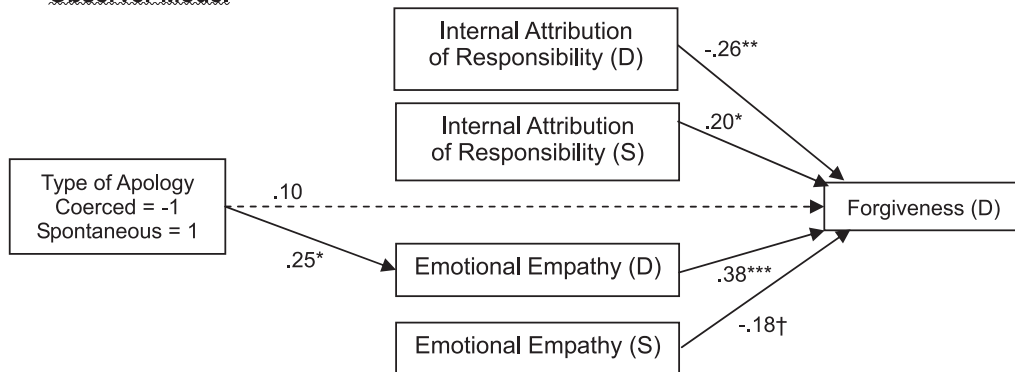 Internal Attribution
of Responsibility (D)
-.26**
Internal Attribution
of Responsibility (S)
.20*
Type of Apology
Coerced = -1
Spontaneous = 1
.10
Forgiveness (D)
.25*
Emotional Empathy (D)
.38***
-.18†
Emotional Empathy (S)